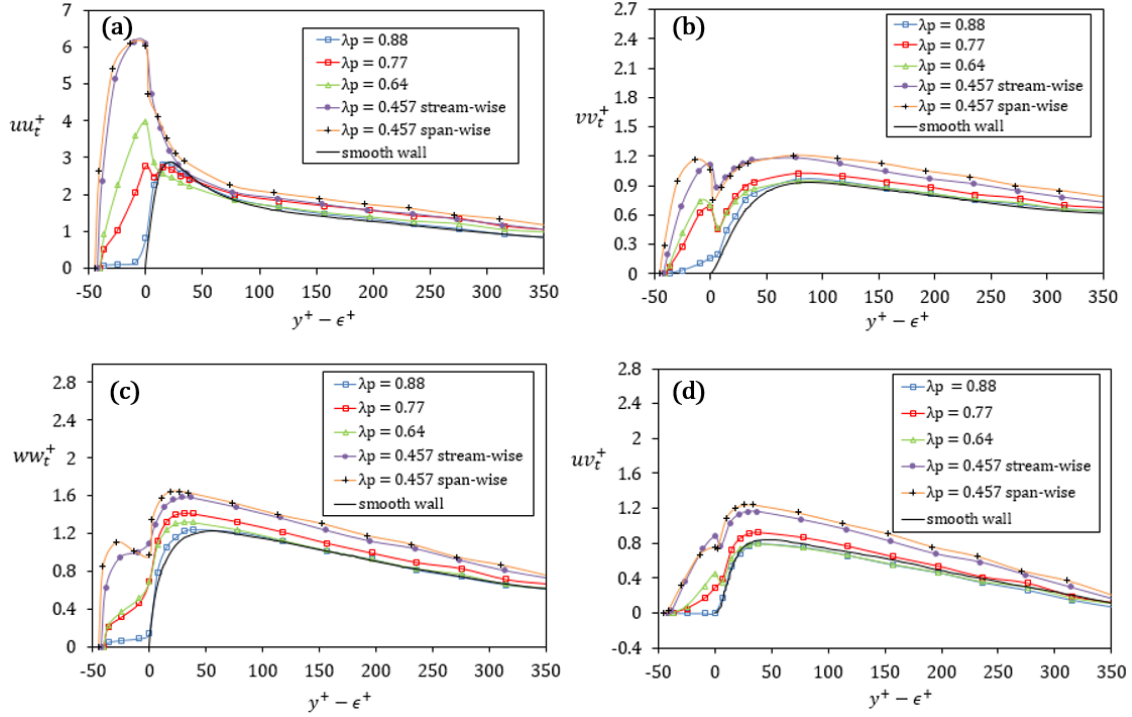 (a)
7
6
5
4
3
2
1
0
-50 0 50 100 150 200 250 300 350
uu_t^+
y^+ − ϵ^+
λp = 0.88
λp = 0.77
λp = 0.64
λp = 0.457 stream-wise
λp = 0.457 span-wise
smooth wall
(b)
2.7
2.4
2.1
1.8
1.5
1.2
0.9
0.6
0.3
0
-50 0 50 100 150 200 250 300 350
vv_t^+
y^+ − ϵ^+
λp = 0.88
λp = 0.77
λp = 0.64
λp = 0.457 stream-wise
λp = 0.457 span-wise
smooth wall
(c)
2.8
2.4
2
1.6
1.2
0.8
0.4
0
-50 0 50 100 150 200 250 300 350
ww_t^+
y^+ − ϵ^+
λp = 0.88
λp = 0.77
λp = 0.64
λp = 0.457 stream-wise
λp = 0.457 span-wise
smooth wall
(d)
2.8
2.4
2
1.6
1.2
0.8
0.4
0
-0.4
-50 0 50 100 150 200 250 300 350
uv_t^+
y^+ − ϵ^+
λp = 0.88
λp = 0.77
λp = 0.64
λp = 0.457 stream-wise
λp = 0.457 span-wise
smooth wall